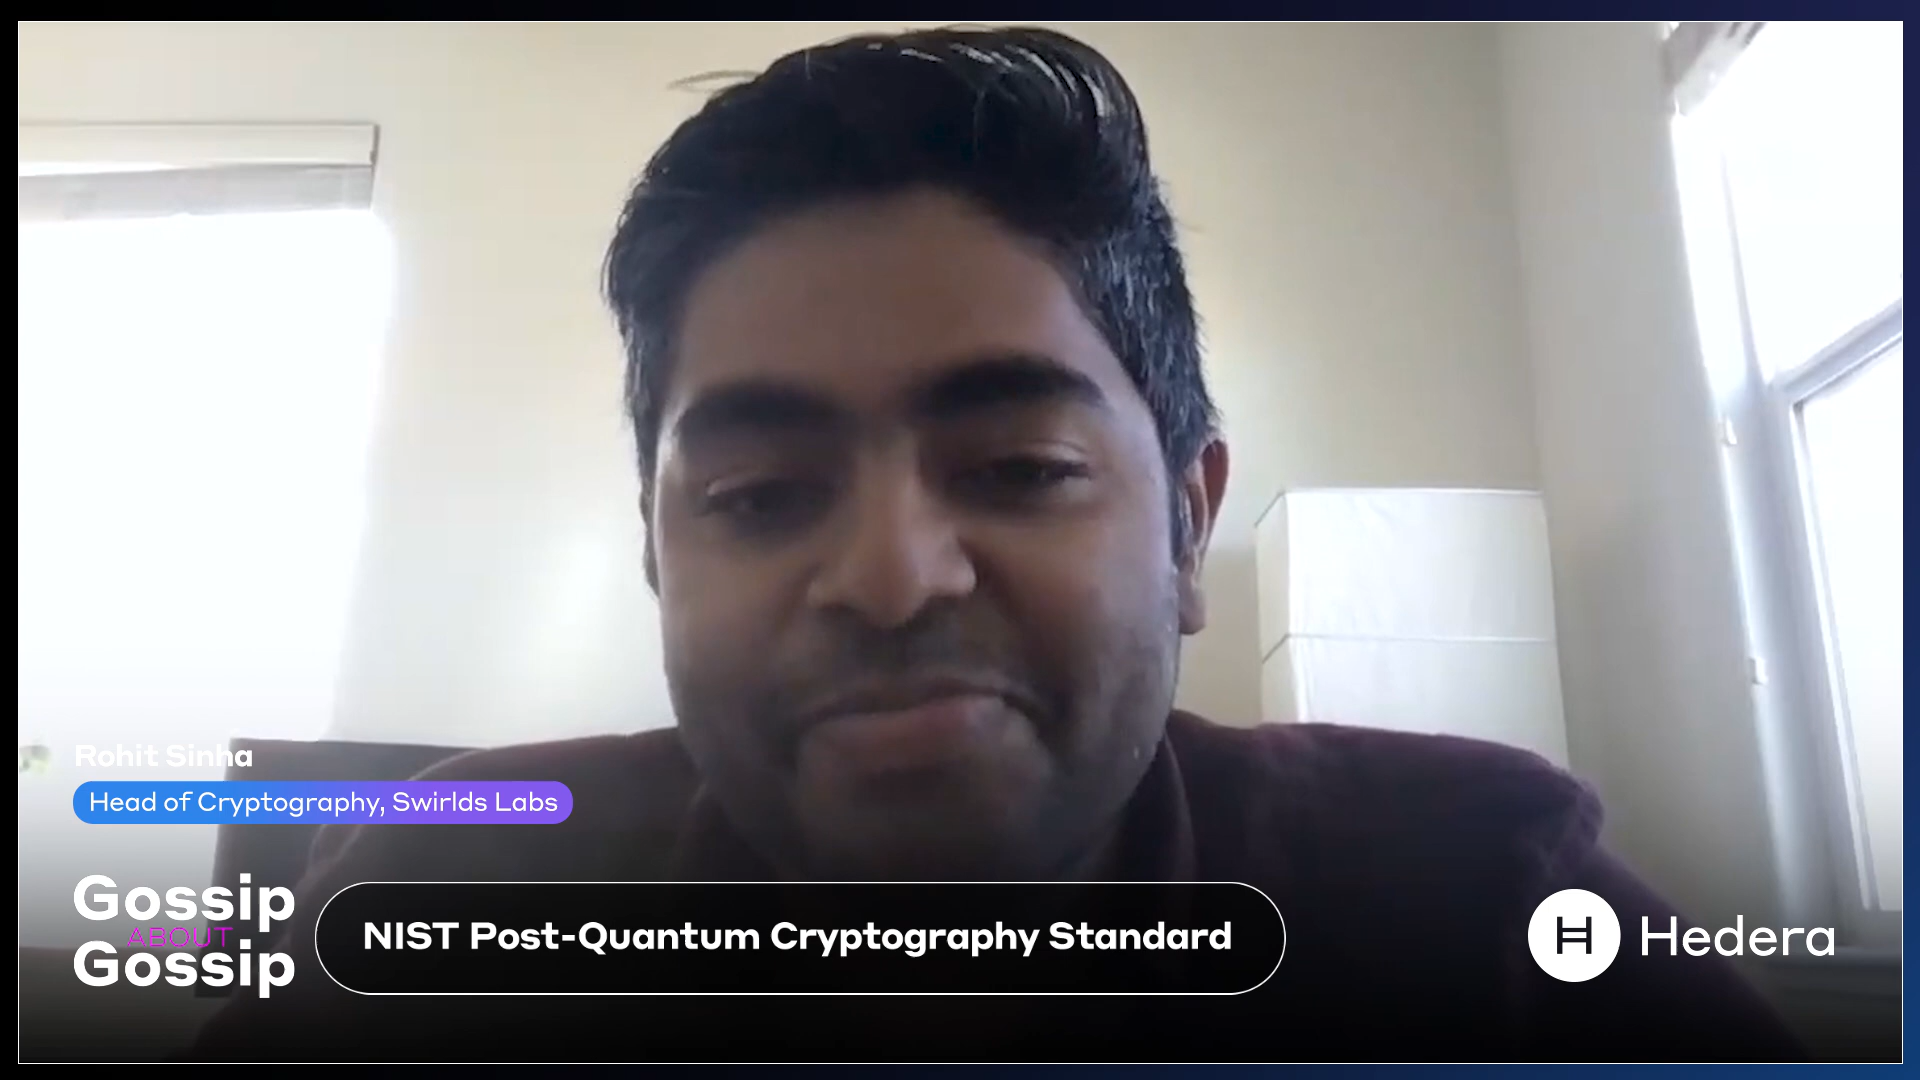 Rohit Sinha
Head of Cryptography, Swirlds Labs
Gossip
ABOUT
Gossip
NIST Post-Quantum Cryptography Standard
Hedera